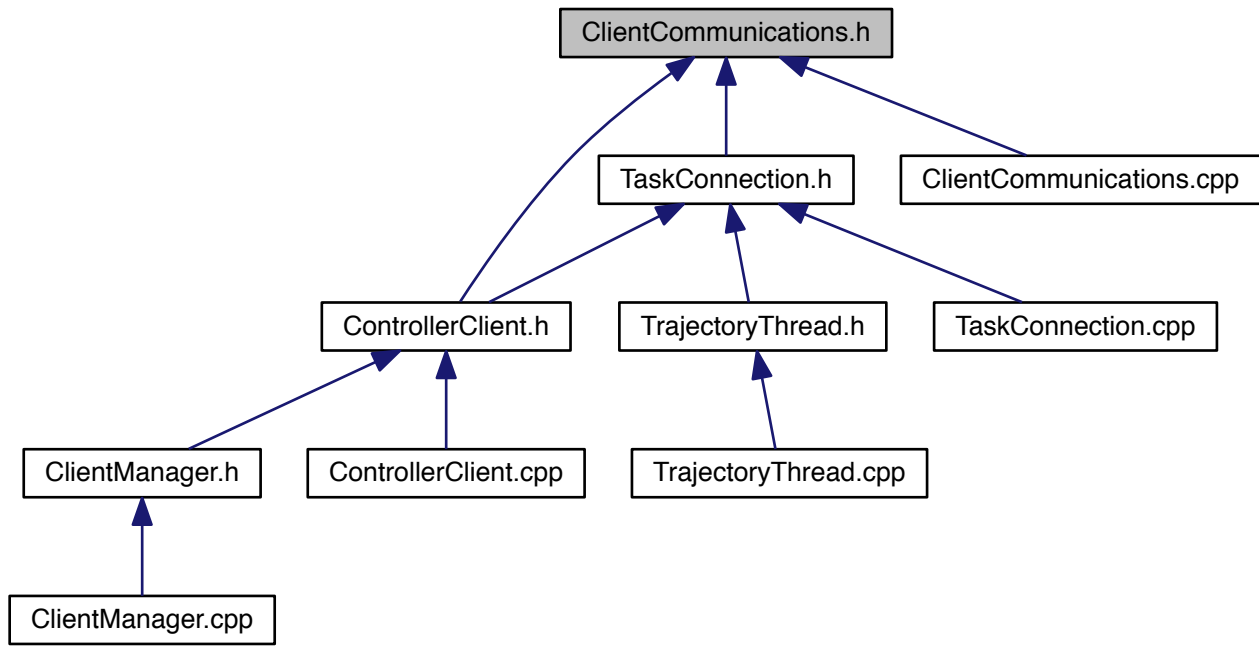 ClientCommunications.h
TaskConnection.h
ClientCommunications.cpp
ControllerClient.h
TrajectoryThread.h
TaskConnection.cpp
ClientManager.h
ControllerClient.cpp
TrajectoryThread.cpp
ClientManager.cpp